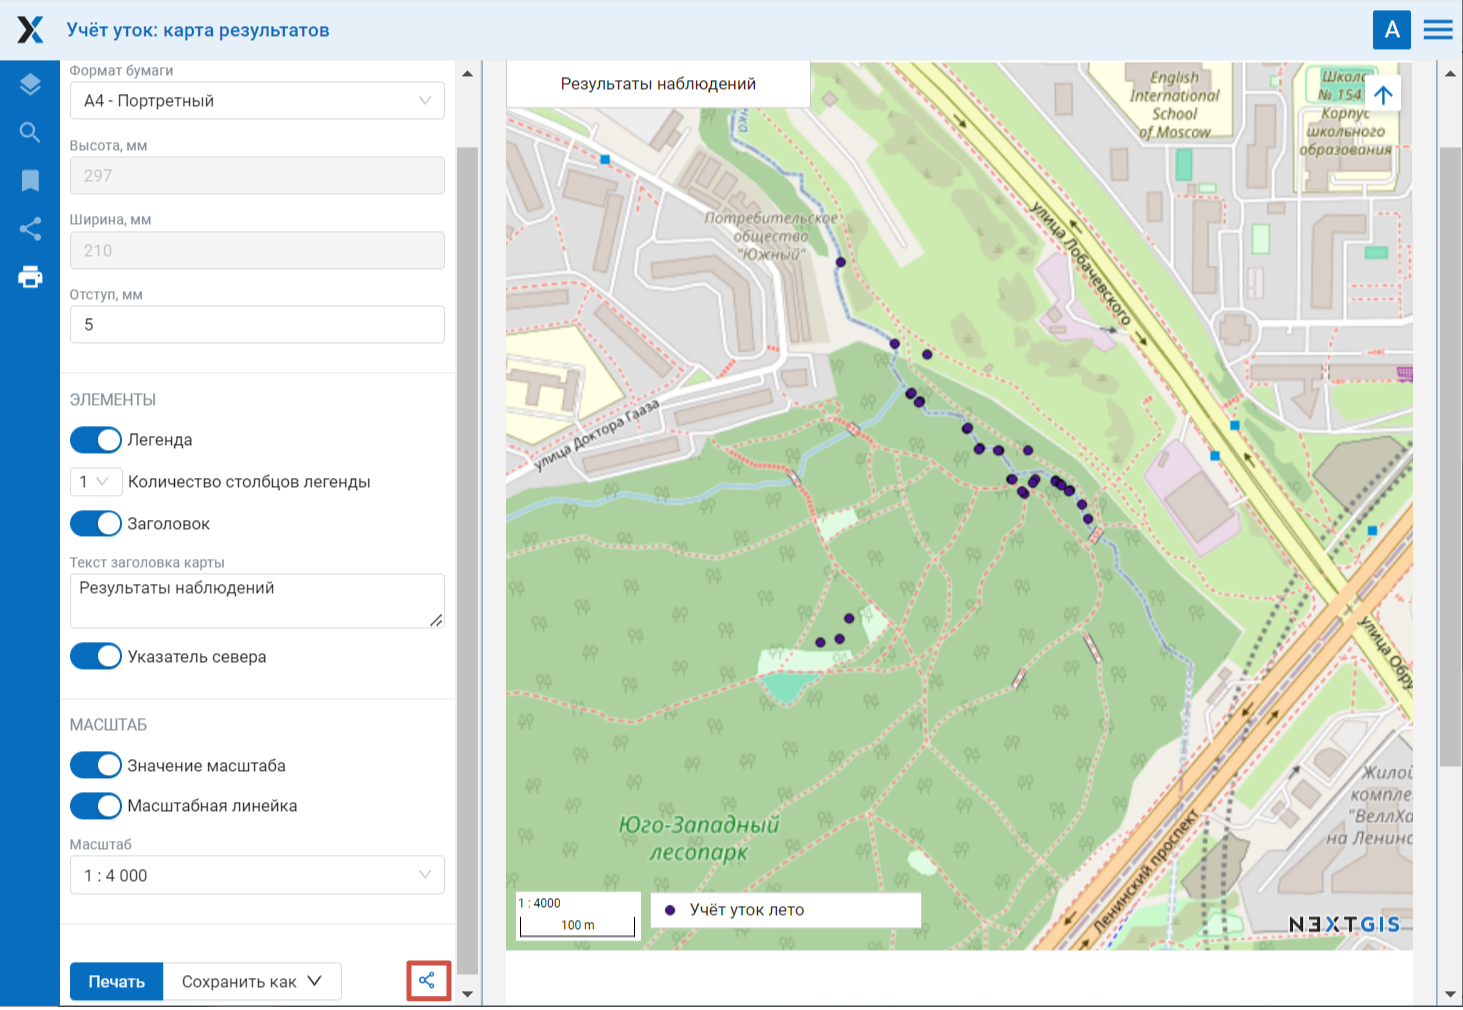 Учёт уток: карта результатов
A
Формат бумаги
А4 - Портретный
Высота, мм
297
Ширина, мм
210
Отступ, мм
5
ЭЛЕМЕНТЫ
Легенда
1
Количество столбцов легенды
Заголовок
Текст заголовка карты
Результаты наблюдений
Указатель севера
МАСШТАБ
Значение масштаба
Масштабная линейка
Масштаб
1 : 4 000
Печать
Сохранить как
Результаты наблюдений
English
International
School
of Moscow
Школа
№ 154
Корпус
школьного
образования
Потребительское
общество
"Южный"
улица Лобачевского
улица Доктора Гааза
улица Обру
Юго-Западный
лесопарк
Ленинский проспект
Жилой
компле
"ВеллХа
на Ленинс
1 : 4000
100 m
Учёт уток лето
NEXTGIS